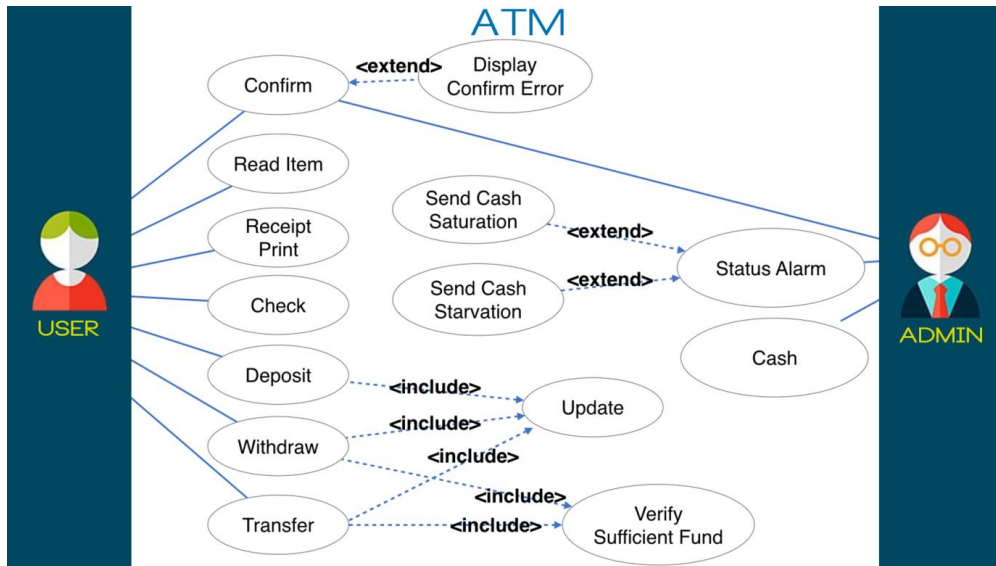 ATM
Confirm
<extend>
Display
Confirm Error
Read Item
Send Cash
Saturation
<extend>
Receipt
Print
Status Alarm
Send Cash
Starvation
<extend>
Check
USER
ADMIN
Cash
Deposit
<include>
Update
Withdraw
<include>
<include>
<include>
Transfer
<include>
Verify
Sufficient Fund